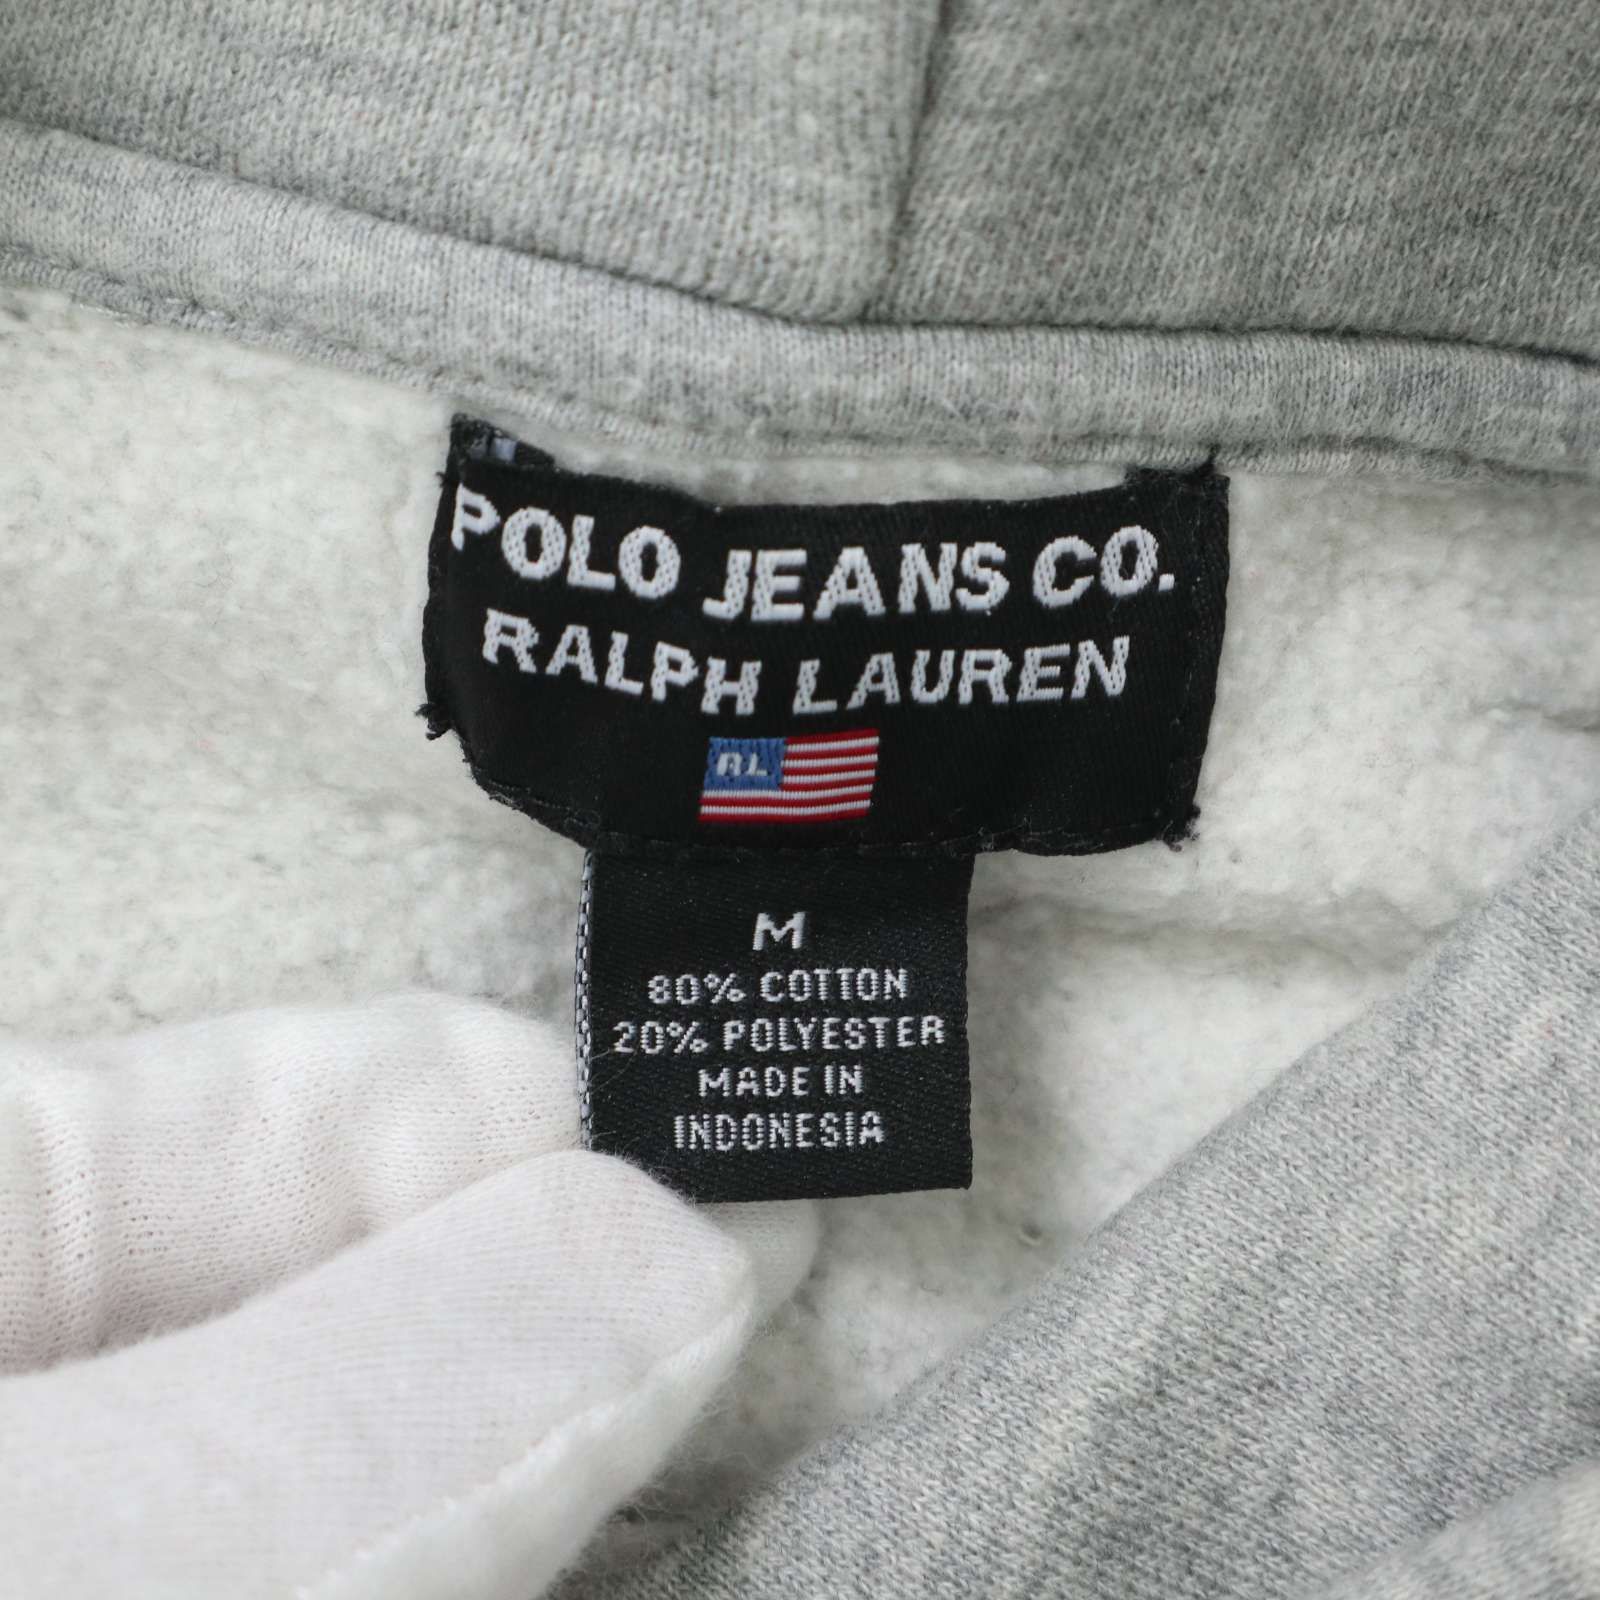 POLO JEANS CO.
RALPH LAUREN
RL
M
80% COTTON
20% POLYESTER
MADE IN
INDONESIA